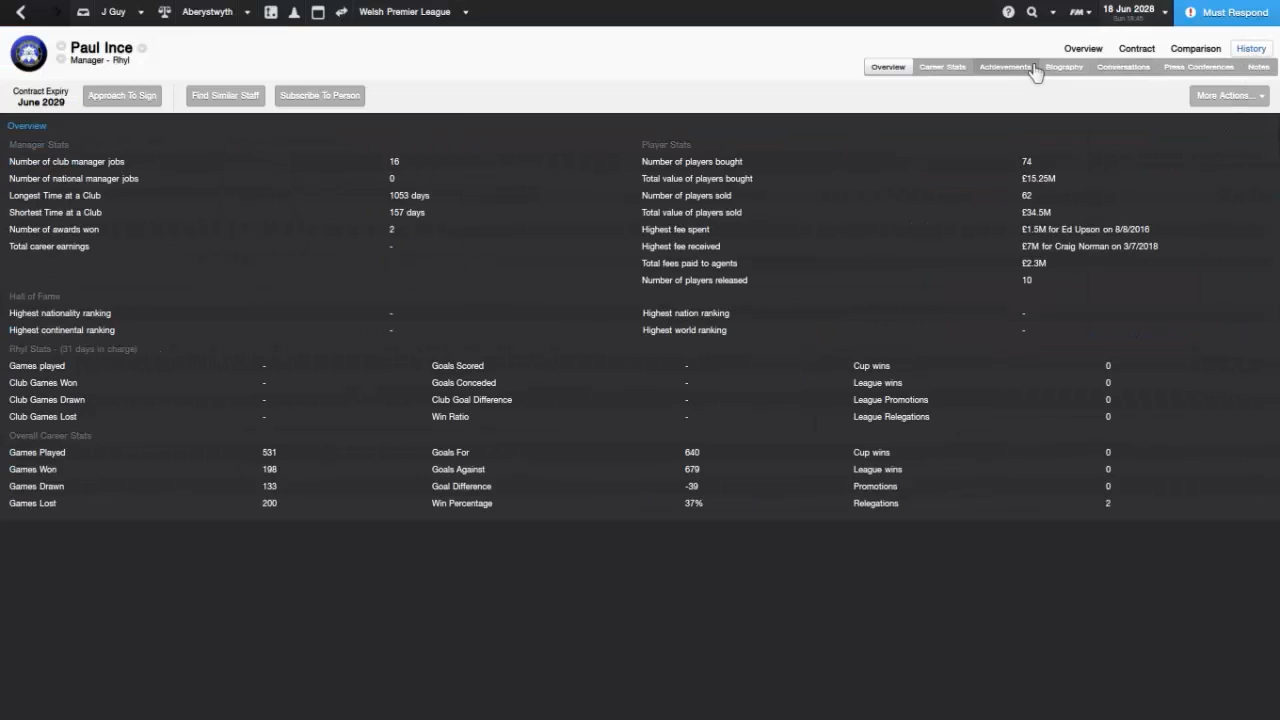 J Guy Aberystwyth Welsh Premier League FM 18 Jun 2028 Must Respond
Sun 19:45
Paul Ince
Manager - Rhyl
Overview Contract Comparison History
Overview Career Stats Achievements Biography Conversations Press Conferences Notes
Contract Expiry
June 2029
Approach To Sign Find Similar Staff Subscribe To Person More Actions...
Overview
Manager Stats Player Stats
Number of club manager jobs 16 Number of players bought 74
Number of national manager jobs 0 Total value of players bought £15.25M
Longest Time at a Club 1053 days Number of players sold 62
Shortest Time at a Club 157 days Total value of players sold £34.5M
Number of awards won 2 Highest fee spent £1.5M for Ed Upson on 8/8/2016
Total career earnings - Highest fee received £7M for Craig Norman on 3/7/2018
Total fees paid to agents £2.3M
Number of players released 10
Hall of Fame
Highest nationality ranking - Highest nation ranking -
Highest continental ranking - Highest world ranking -
Rhyl Stats - (31 days in charge)
Games played - Goals Scored - Cup wins 0
Club Games Won - Goals Conceded - League wins 0
Club Games Drawn - Club Goal Difference - League Promotions 0
Club Games Lost - Win Ratio - League Relegations 0
Overall Career Stats
Games Played 531 Goals For 640 Cup wins 0
Games Won 198 Goals Against 679 League wins 0
Games Drawn 133 Goal Difference -39 Promotions 0
Games Lost 200 Win Percentage 37% Relegations 2